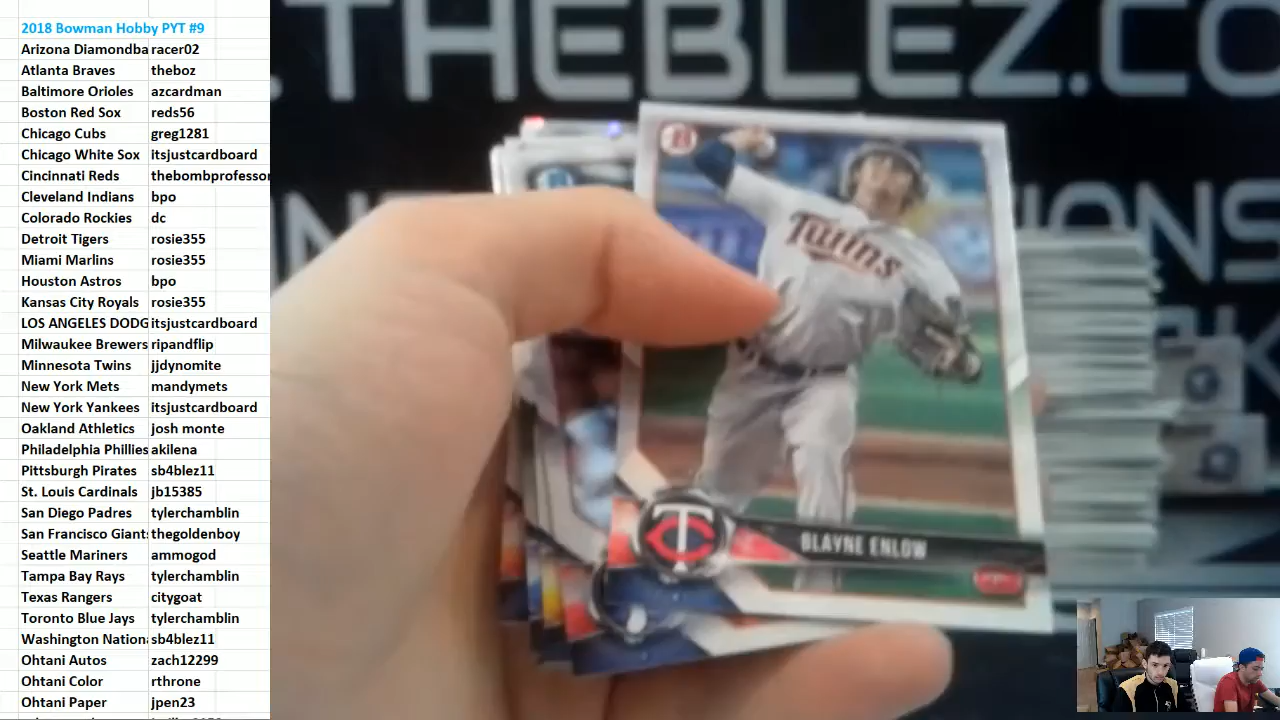 2018 Bowman Hobby PYT #9
Arizona Diamondba racer02
Atlanta Braves theboz
Baltimore Orioles azcardman
Boston Red Sox reds56
Chicago Cubs greg1281
Chicago White Sox itsjustcardboard
Cincinnati Reds thebombprofessor
Cleveland Indians bpo
Colorado Rockies dc
Detroit Tigers rosie355
Miami Marlins rosie355
Houston Astros bpo
Kansas City Royals rosie355
LOS ANGELES DODG itsjustcardboard
Milwaukee Brewers ripandflip
Minnesota Twins jjdynomite
New York Mets mandymets
New York Yankees itsjustcardboard
Oakland Athletics josh monte
Philadelphia Phillies akilena
Pittsburgh Pirates sb4blez11
St. Louis Cardinals jb15385
San Diego Padres tylerchamblin
San Francisco Giants thegoldenboy
Seattle Mariners ammogod
Tampa Bay Rays tylerchamblin
Texas Rangers citygoat
Toronto Blue Jays tylerchamblin
Washington Nationa sb4blez11
Ohtani Autos zach12299
Ohtani Color rthrone
Ohtani Paper jpen23
.THEBLEZ.CO
Twins
TC
BLAYNE ENLOW